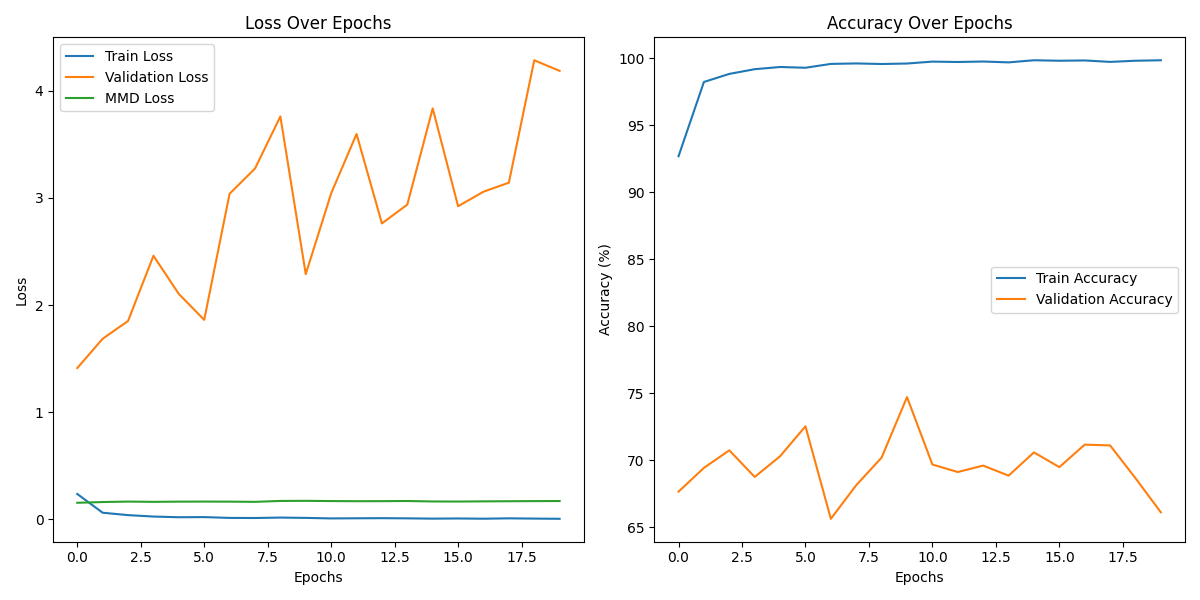 Loss Over Epochs
Train Loss
Validation Loss
MMD Loss
Loss
4
3
2
1
0
0.0 2.5 5.0 7.5 10.0 12.5 15.0 17.5
Epochs
Accuracy Over Epochs
Train Accuracy
Validation Accuracy
Accuracy (%)
100
95
90
85
80
75
70
65
0.0 2.5 5.0 7.5 10.0 12.5 15.0 17.5
Epochs